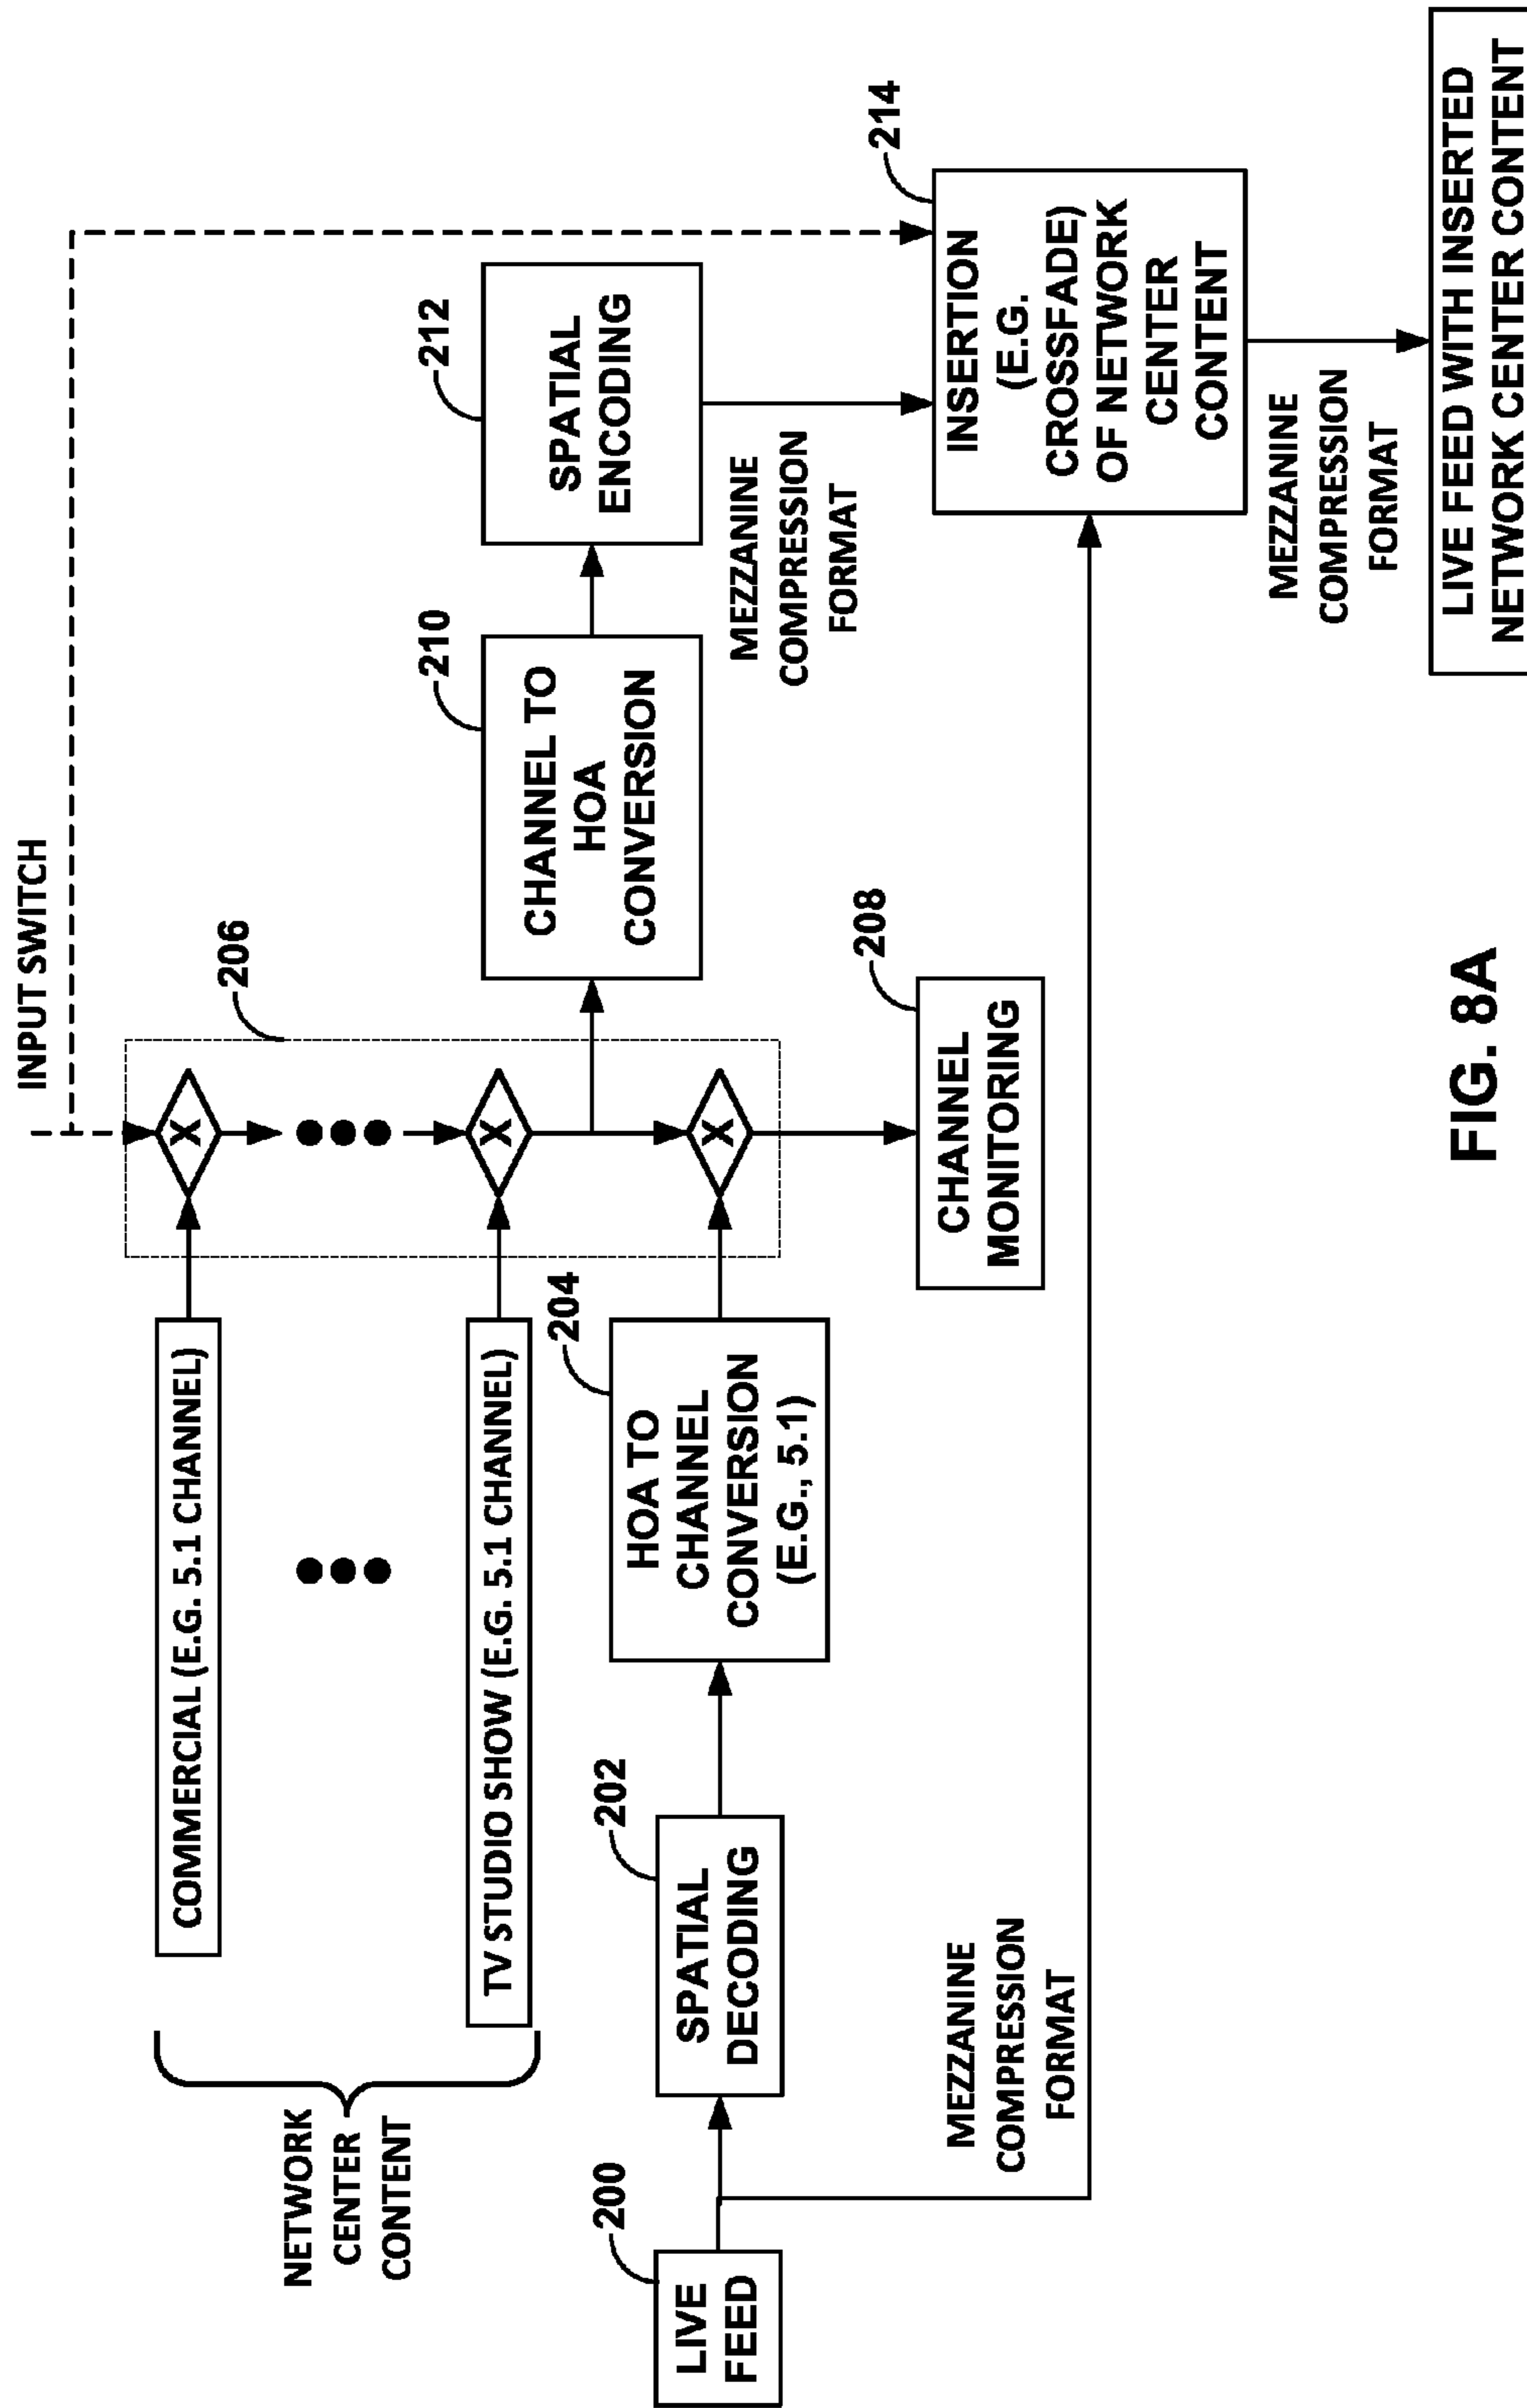 INPUT SWITCH
206
NETWORK
CENTER
CONTENT
COMMERCIAL (E.G. 5.1 CHANNEL)
X
TV STUDIO SHOW (E.G. 5.1 CHANNEL)
X
210
CHANNEL TO
HOA
CONVERSION
212
SPATIAL
ENCODING
200
LIVE
FEED
202
SPATIAL
DECODING
204
HOA TO
CHANNEL
CONVERSION
(E.G., 5.1)
X
MEZZANINE
COMPRESSION
FORMAT
208
CHANNEL
MONITORING
214
INSERTION
(E.G.
CROSSFADE)
OF NETWORK
CENTER
CONTENT
MEZZANINE
COMPRESSION
FORMAT
MEZZANINE
COMPRESSION
FORMAT
LIVE FEED WITH INSERTED
NETWORK CENTER CONTENT
FIG. 8A